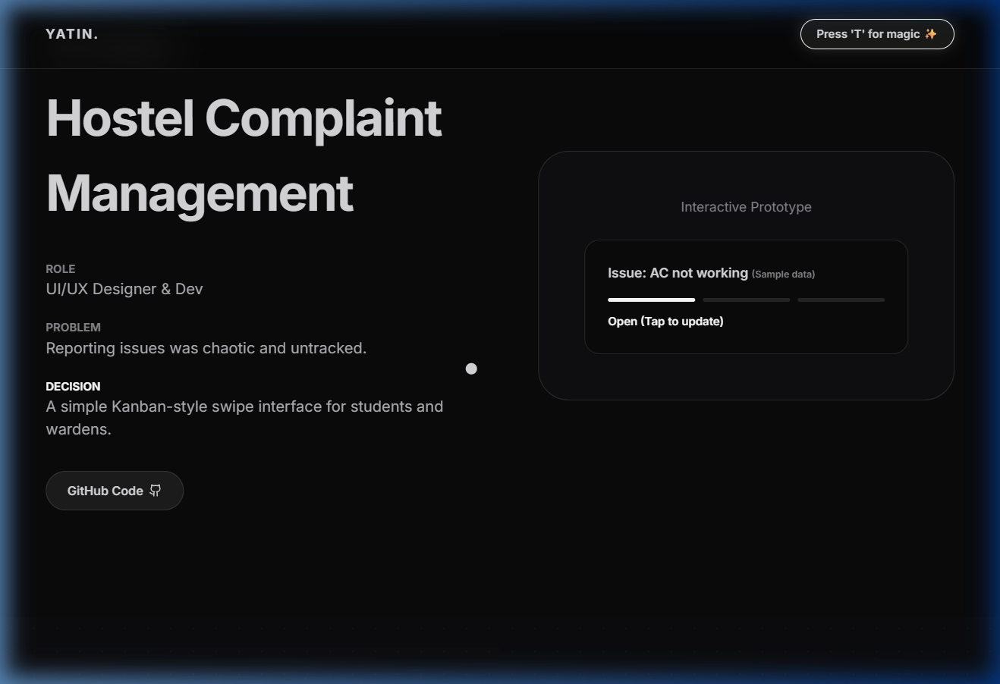 YATIN.
Press 'T' for magic ✨
Hostel Complaint
Management
ROLE
UI/UX Designer & Dev
PROBLEM
Reporting issues was chaotic and untracked.
DECISION
A simple Kanban-style swipe interface for students and
wardens.
GitHub Code
Interactive Prototype
Issue: AC not working (Sample data)
Open (Tap to update)